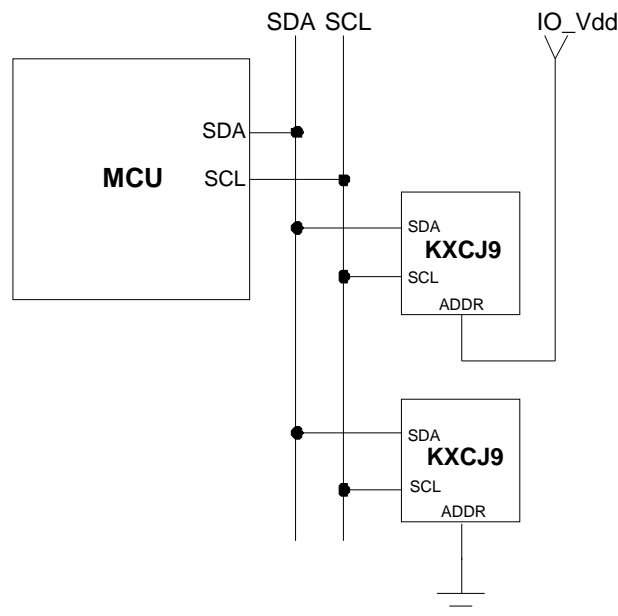 SDA SCL
IO_Vdd
SDA
MCU
SCL
SDA
KXCJ9
SCL
ADDR
SDA
KXCJ9
SCL
ADDR